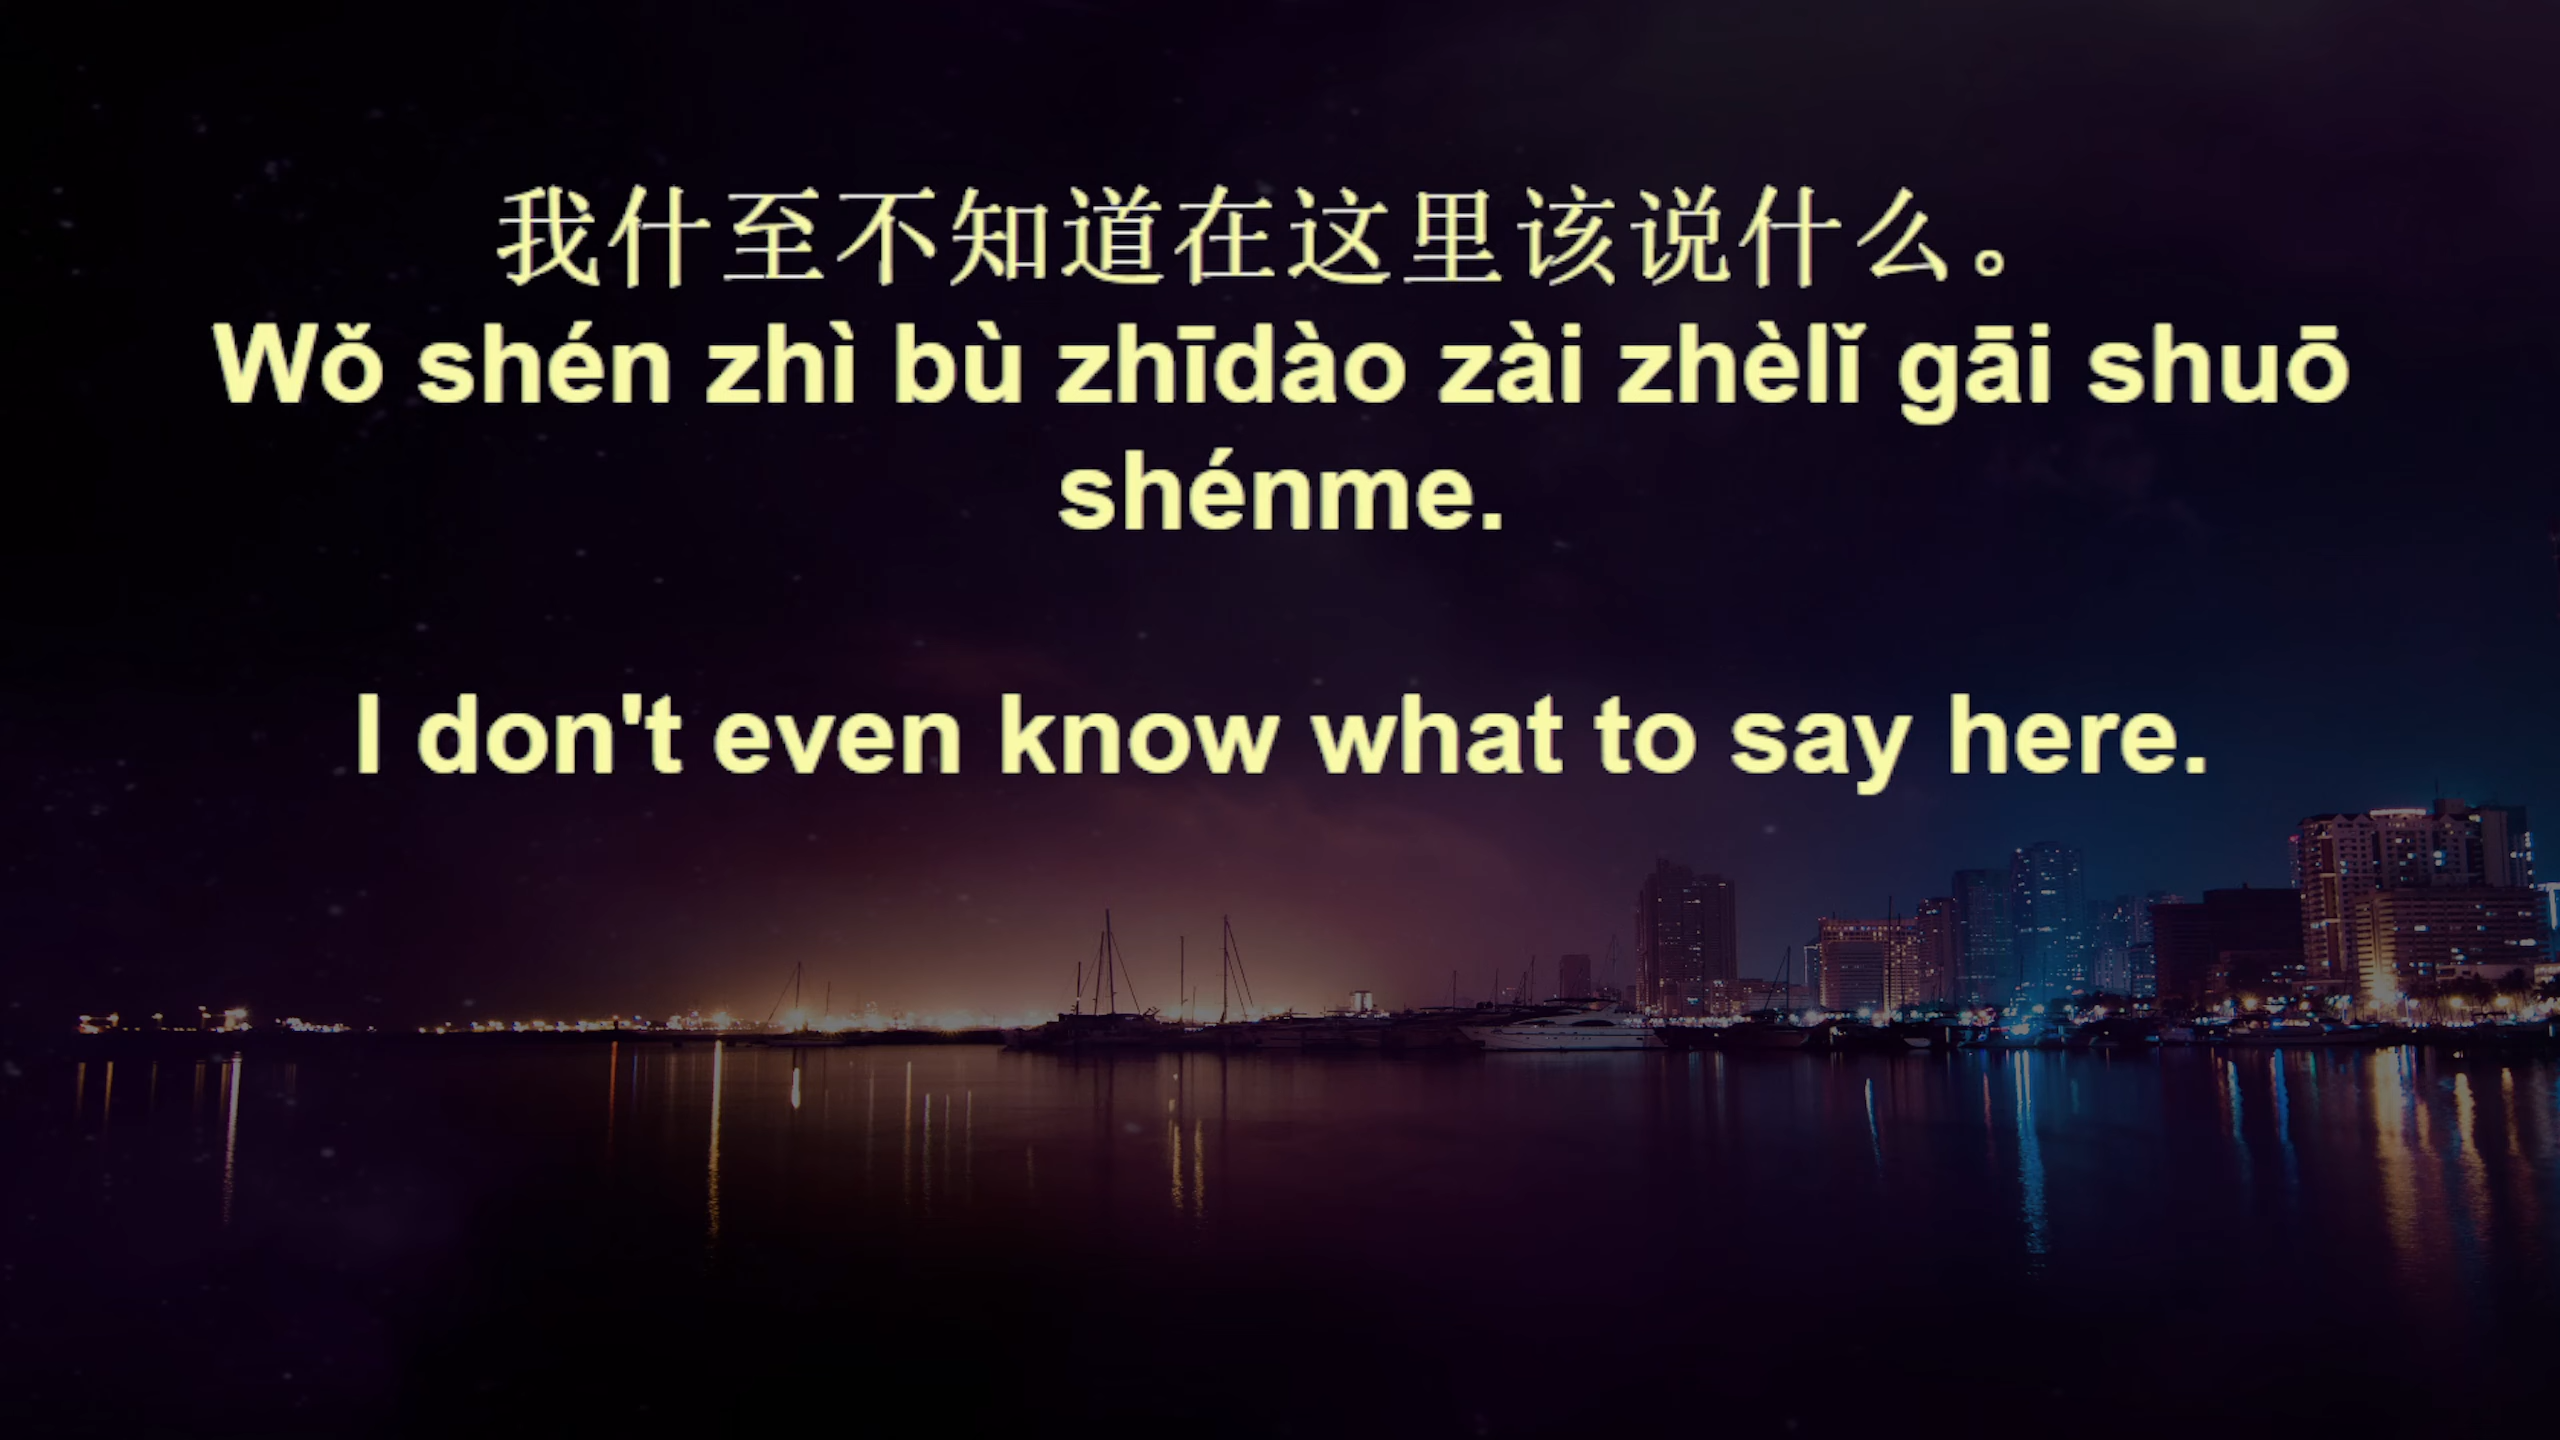 我什至不知道在这里该说什么。
Wǒ shén zhì bù zhīdào zài zhèlǐ gāi shuō
shénme.
I don't even know what to say here.